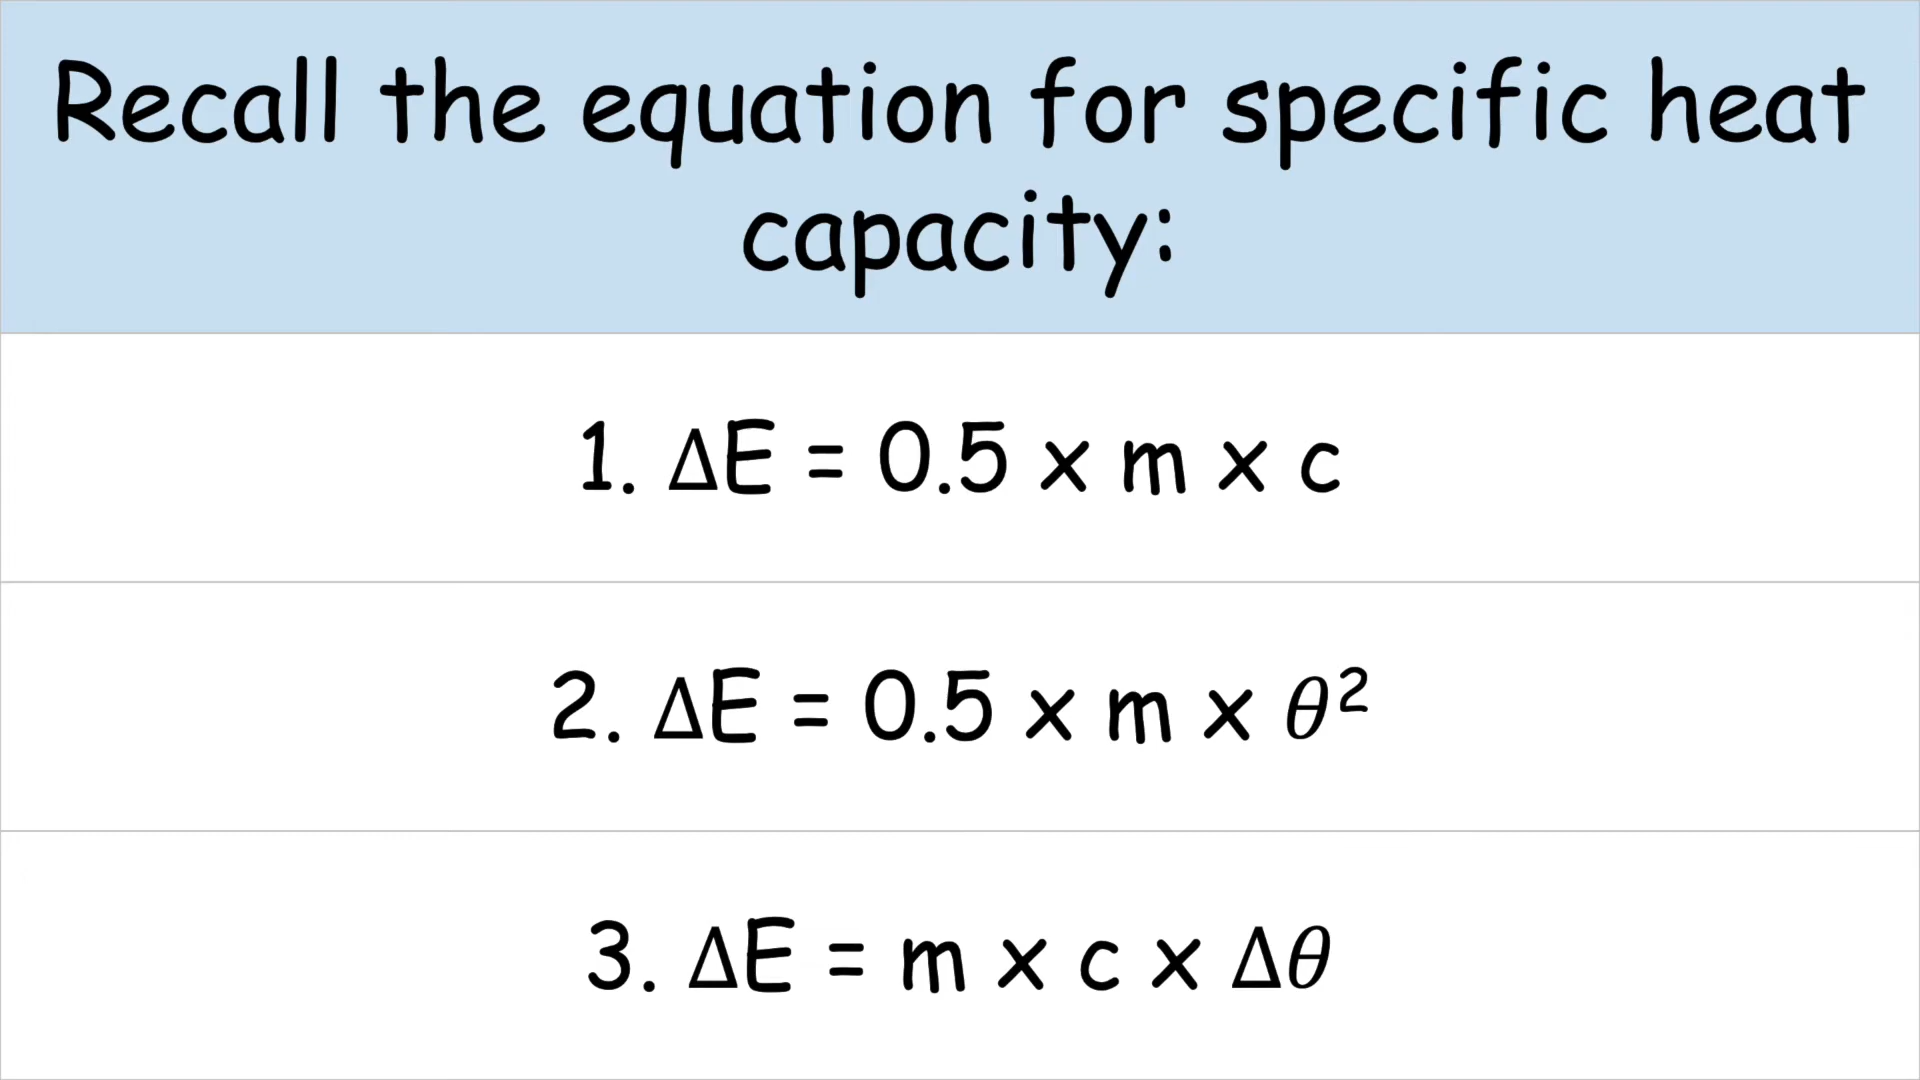 Recall the equation for specific heat
capacity:
1. ΔE = 0.5 x m x c
2. ΔE = 0.5 x m x θ²
3. ΔE = m x c x Δθ